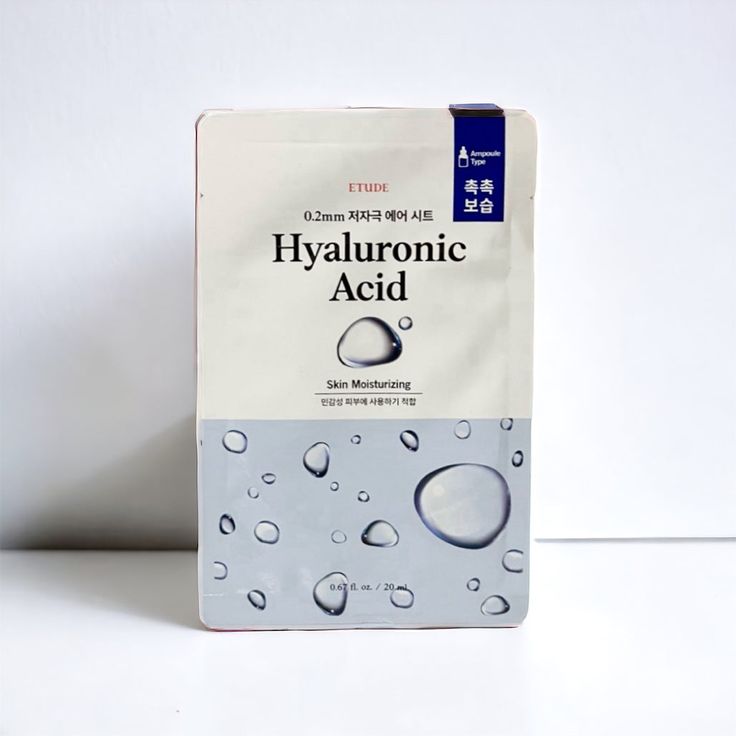 Ampoule
Type
촉촉
보습
ETUDE
0.2mm 저자극 에어 시트
Hyaluronic
Acid
Skin Moisturizing
민감성 피부에 사용하기 적합
0.67 fl. oz. / 20 ml